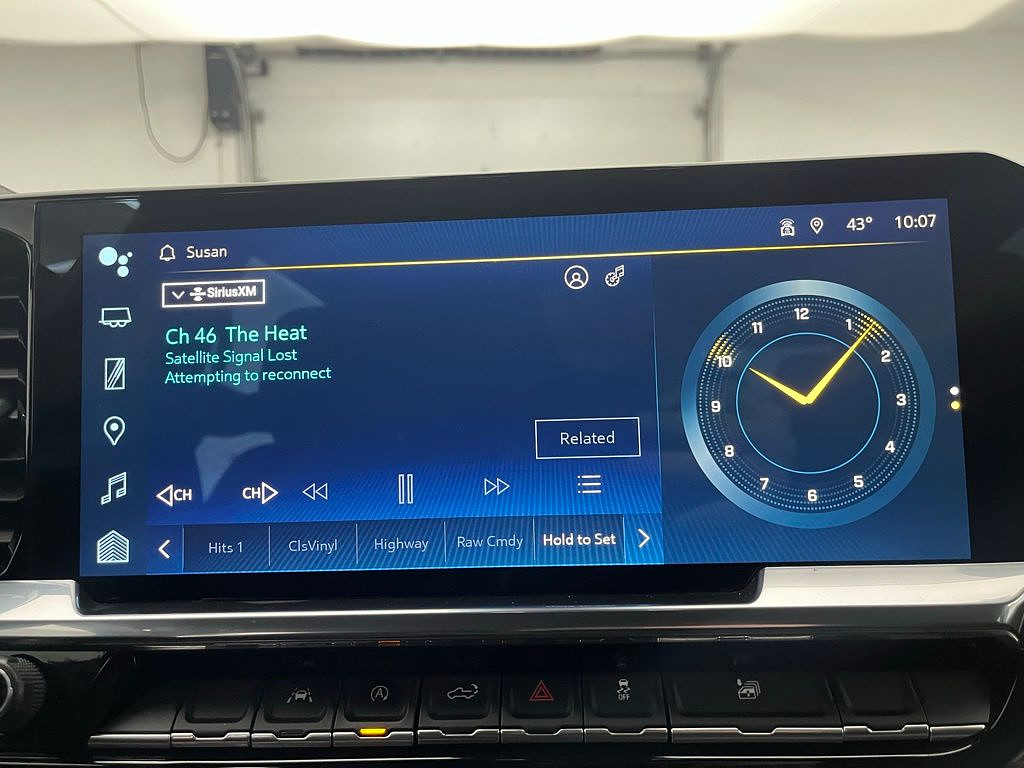 Susan
43° 10:07
SiriusXM
Ch 46 The Heat
Satellite Signal Lost
Attempting to reconnect
Related
CH CH
Hits 1 ClsVinyl Highway Raw Cmdy Hold to Set
12
1
2
3
4
5
6
7
8
9
10
11
A
OFF